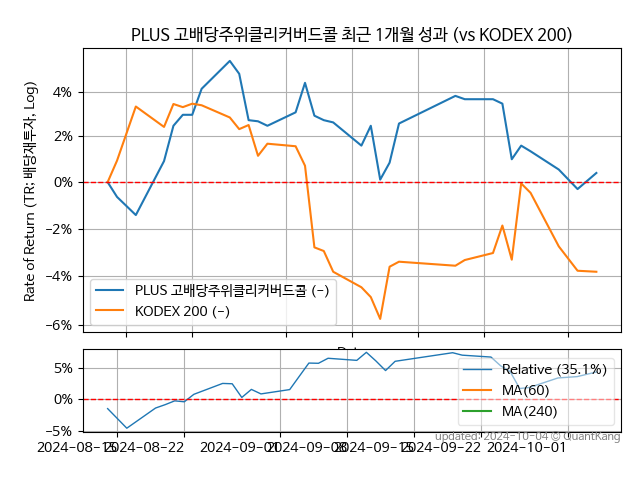 PLUS 고배당주위클리커버드콜 최근 1개월 성과 (vs KODEX 200)
Rate of Return (TR: 배당재투자, Log)
4%
2%
0%
−2%
−4%
−6%
PLUS 고배당주위클리커버드콜 (-)
KODEX 200 (-)
5%
0%
−5%
Relative (35.1%)
MA(60)
MA(240)
updated: 2024-10-04 © QuantKang
2024-08-15 2024-08-22 2024-09-01 2024-09-08 2024-09-15 2024-09-22 2024-10-01